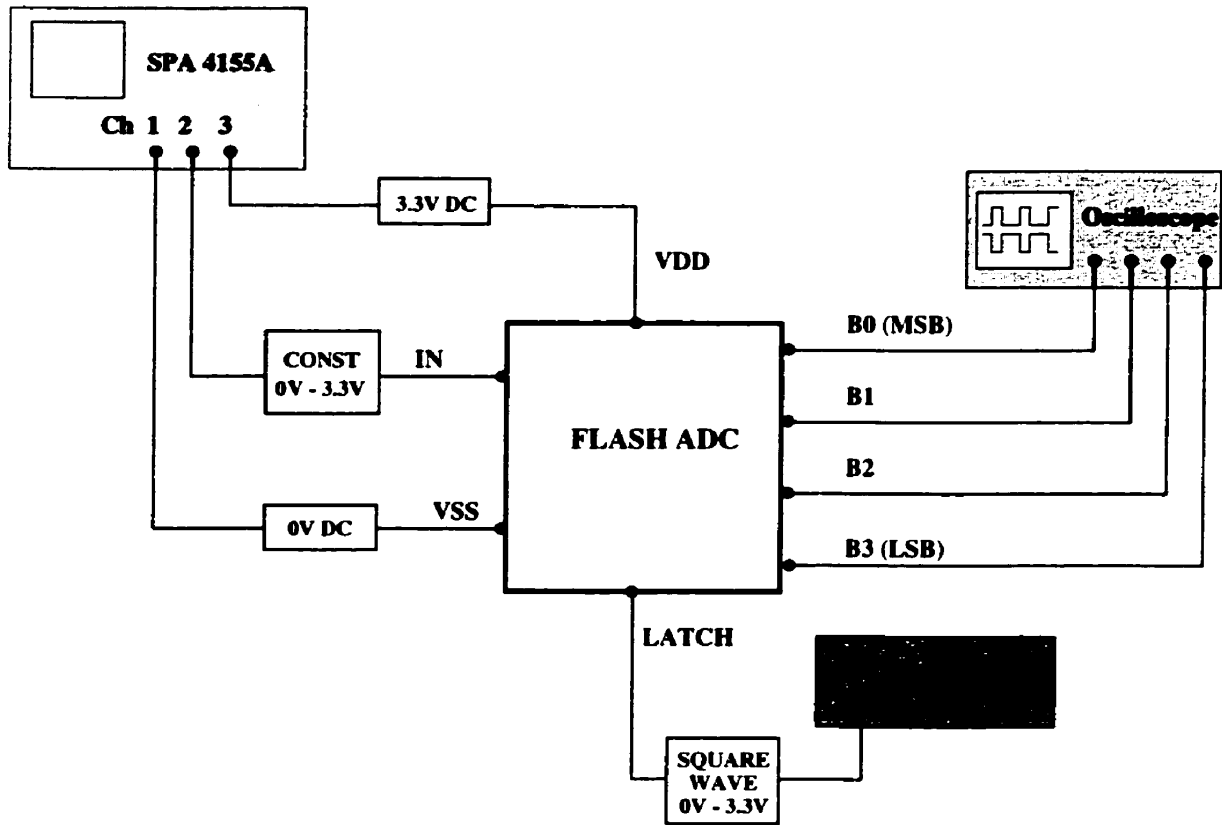 SPA 4155A
Ch 1 2 3
3.3V DC
Oscilloscope
VDD
B0 (MSB)
CONST
0V - 3.3V
IN
B1
FLASH ADC
B2
VSS
0V DC
B3 (LSB)
LATCH
SQUARE
WAVE
0V - 3.3V